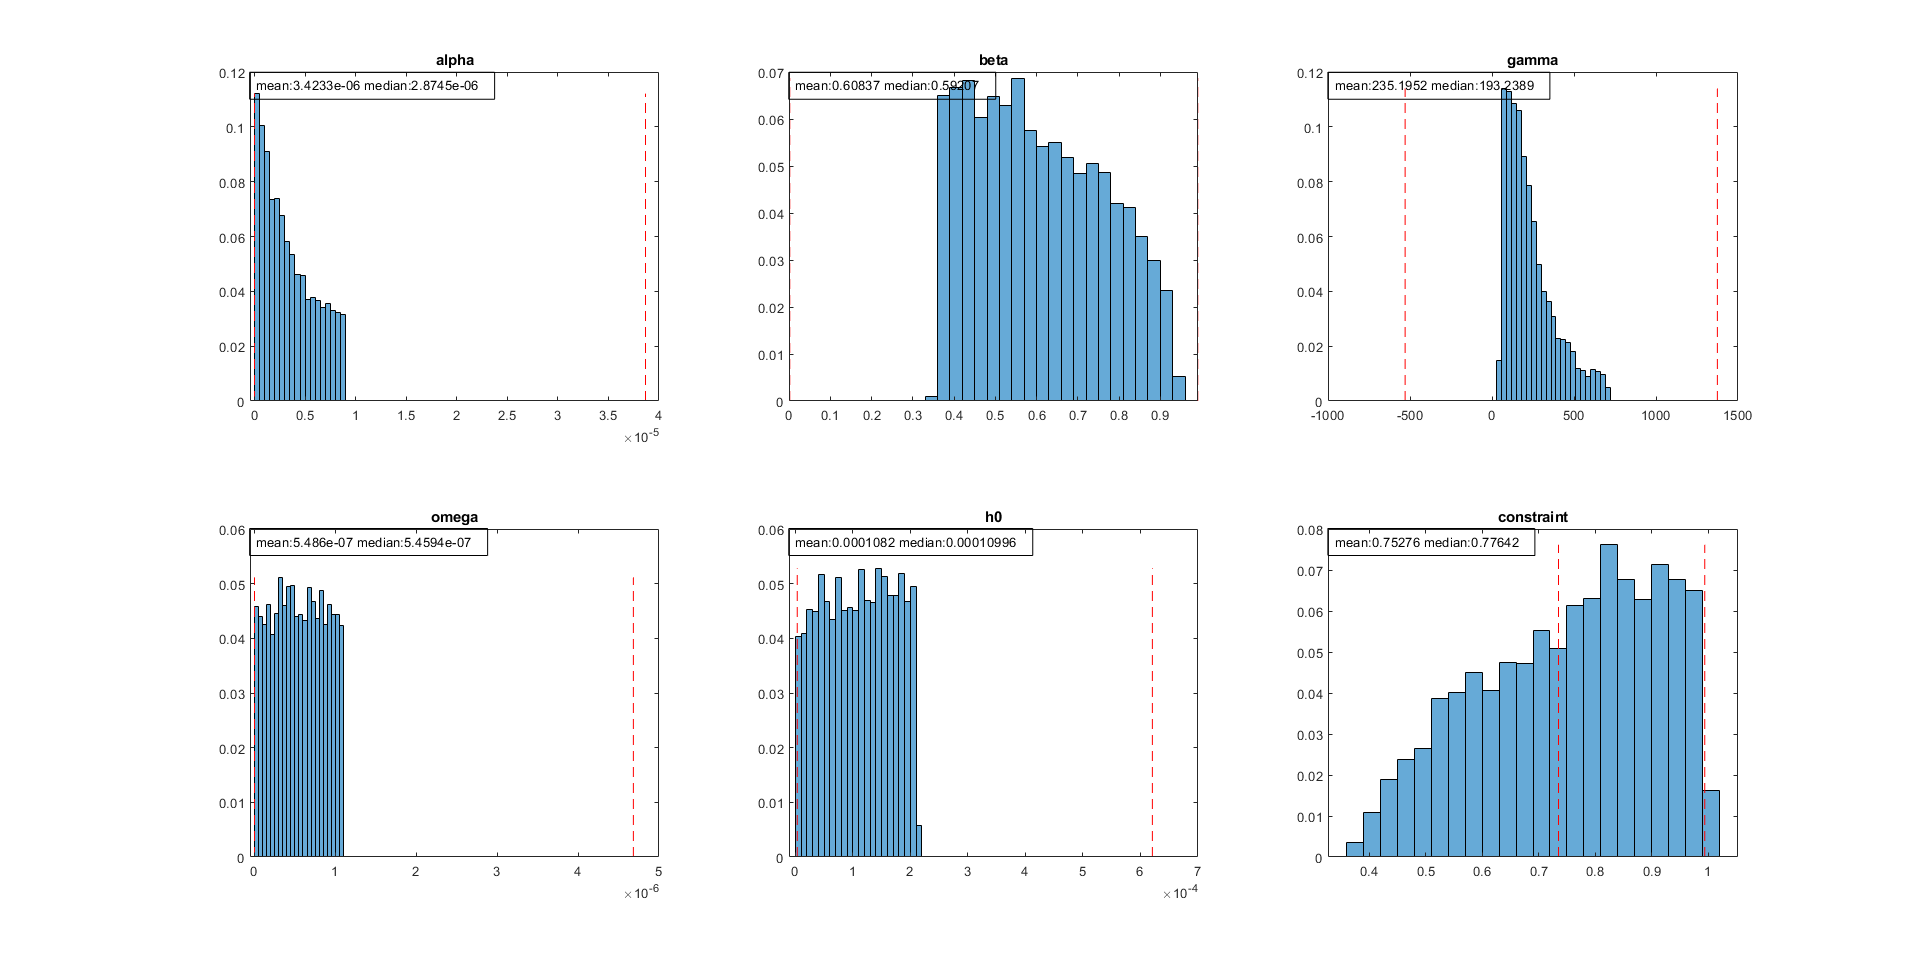 alpha
mean:3.4233e-06 median:2.8745e-06
0.12
0.1
0.08
0.06
0.04
0.02
0
0 0.5 1 1.5 2 2.5 3 3.5 4
×10-5
beta
mean:0.60837 median:0.59207
0.07
0.06
0.05
0.04
0.03
0.02
0.01
0
0 0.1 0.2 0.3 0.4 0.5 0.6 0.7 0.8 0.9
gamma
mean:235.1952 median:193.2389
0.12
0.1
0.08
0.06
0.04
0.02
0
-1000 -500 0 500 1000 1500
omega
mean:5.486e-07 median:5.4594e-07
0.06
0.05
0.04
0.03
0.02
0.01
0
0 1 2 3 4 5
×10-6
h0
mean:0.0001082 median:0.00010996
0.06
0.05
0.04
0.03
0.02
0.01
0
0 1 2 3 4 5 6 7
×10-4
constraint
mean:0.75276 median:0.77642
0.08
0.07
0.06
0.05
0.04
0.03
0.02
0.01
0
0.4 0.5 0.6 0.7 0.8 0.9 1